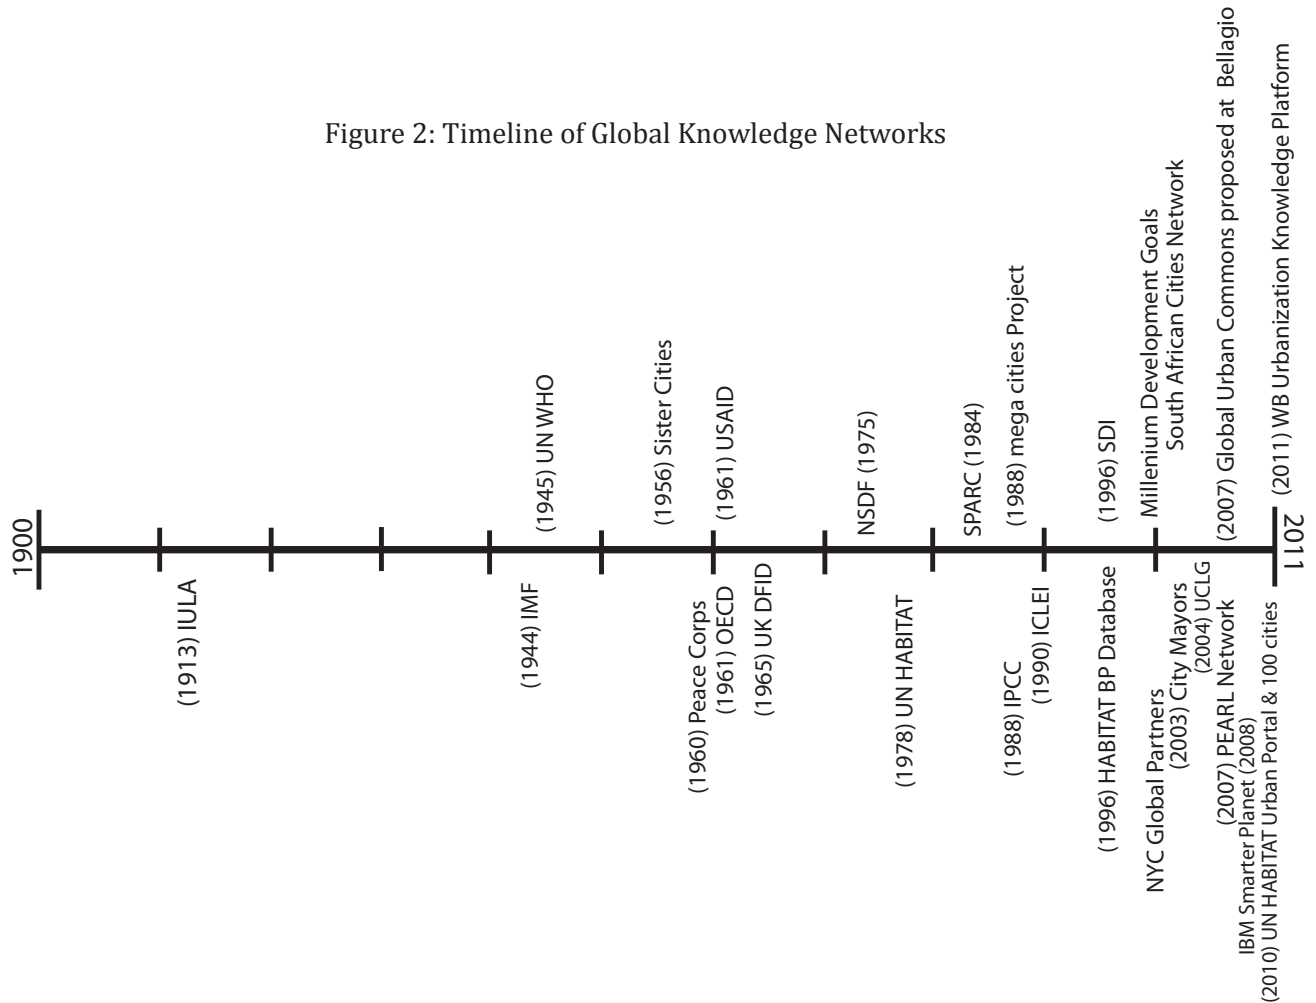 Figure 2: Timeline of Global Knowledge Networks
1900
(1945) UN WHO
(1956) Sister Cities
(1961) USAID
NSDF (1975)
SPARC (1984)
(1988) mega cities Project
(1996) SDI
Millenium Development Goals
South African Cities Network
(2007) Global Urban Commons proposed at Bellagio
(2011) WB Urbanization Knowledge Platform
2011
(1913) IULA
(1944) IMF
(1960) Peace Corps
(1961) OECD
(1965) UK DFID
(1978) UN HABITAT
(1988) IPCC
(1990) ICLEI
(1996) HABITAT BP Database
NYC Global Partners
(2003) City Mayors
(2004) UCLG
(2007) PEARL Network
IBM Smarter Planet (2008)
(2010) UN HABITAT Urban Portal & 100 cities